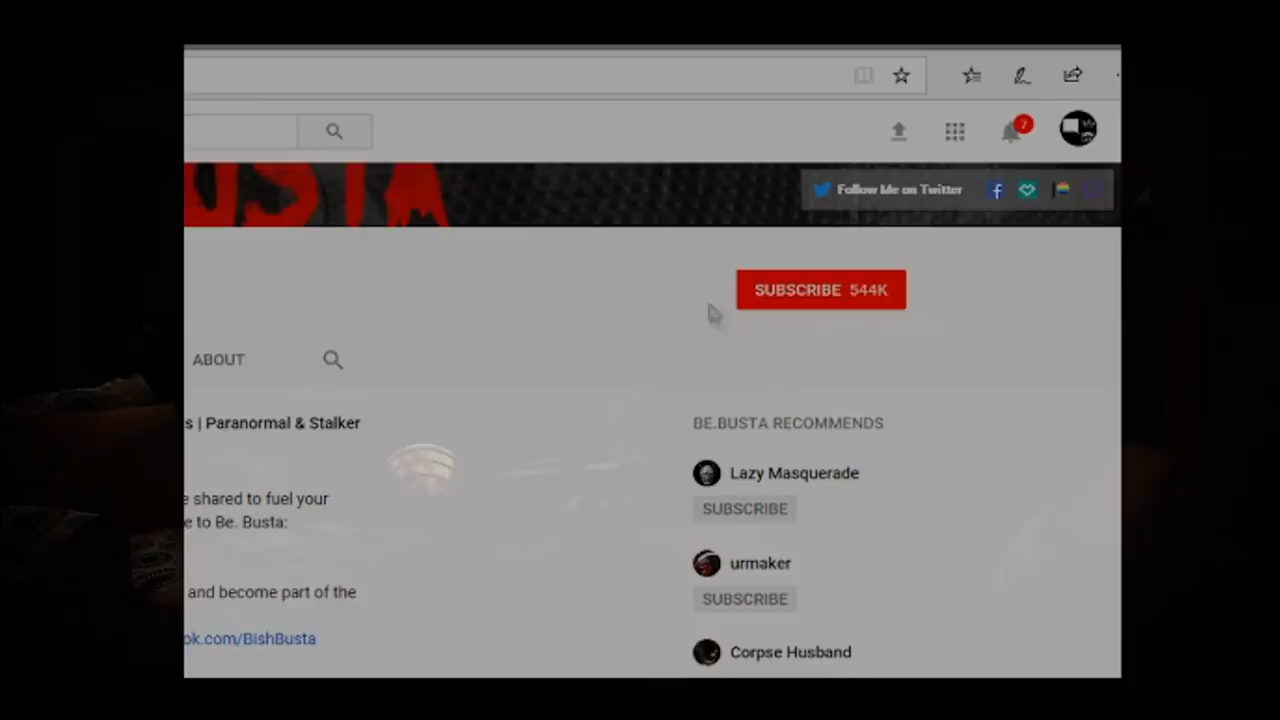 7
USTA
Follow Me on Twitter
SUBSCRIBE 544K
ABOUT
s | Paranormal & Stalker
BE.BUSTA RECOMMENDS
Lazy Masquerade
SUBSCRIBE
e shared to fuel your
e to Be. Busta:
urmaker
SUBSCRIBE
and become part of the
ok.com/BishBusta
Corpse Husband